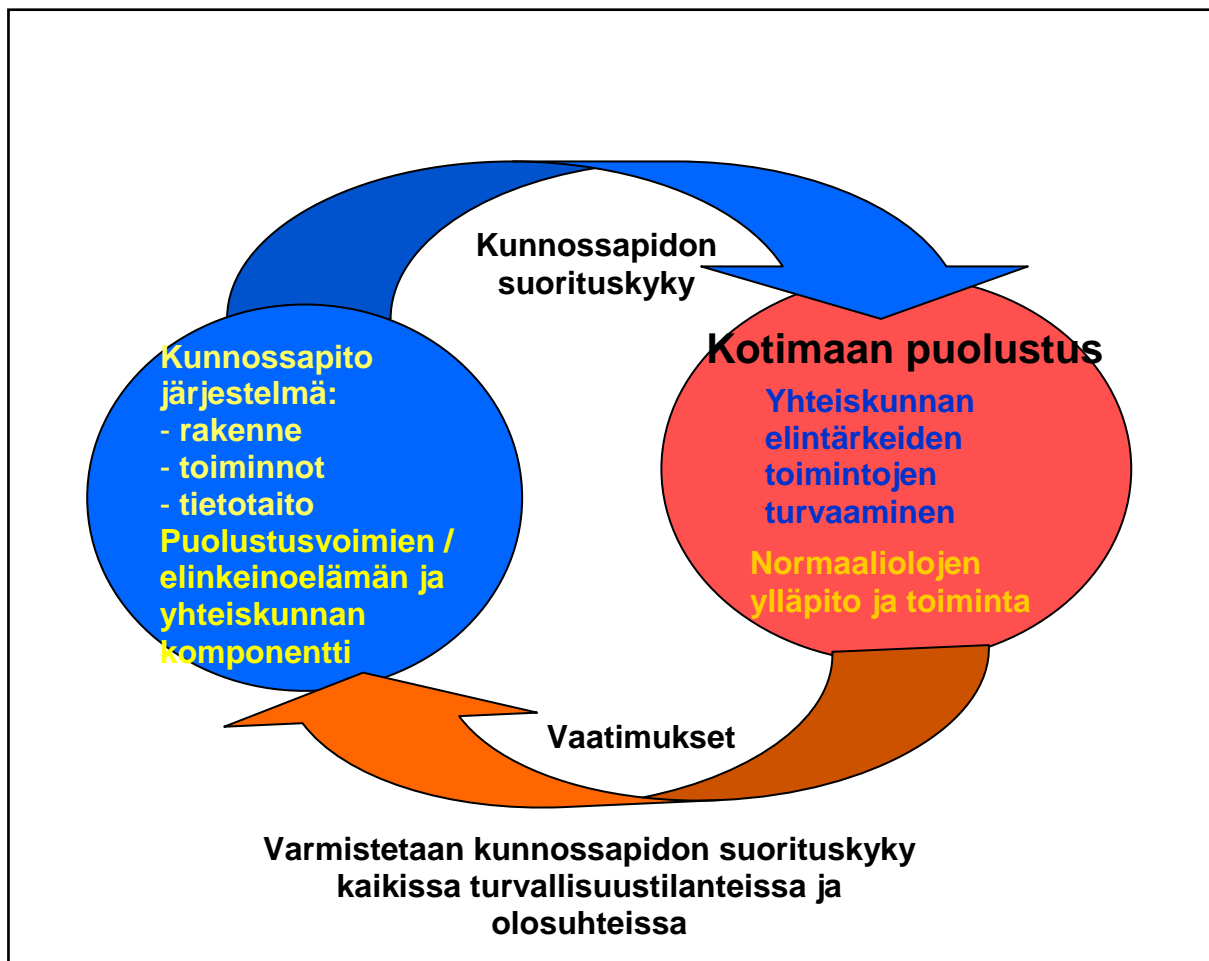 Kunnossapidon
suorituskyky
Kunnossapito
järjestelmä:
- rakenne
- toiminnot
- tietotaito
Puolustusvoimien /
elinkeinoelämän ja
yhteiskunnan
komponentti
Kotimaan puolustus
Yhteiskunnan
elintärkeiden
toimintojen
turvaaminen
Normaaliolojen
ylläpito ja toiminta
Vaatimukset
Varmistetaan kunnossapidon suorituskyky
kaikissa turvallisuustilanteissa ja
olosuhteissa